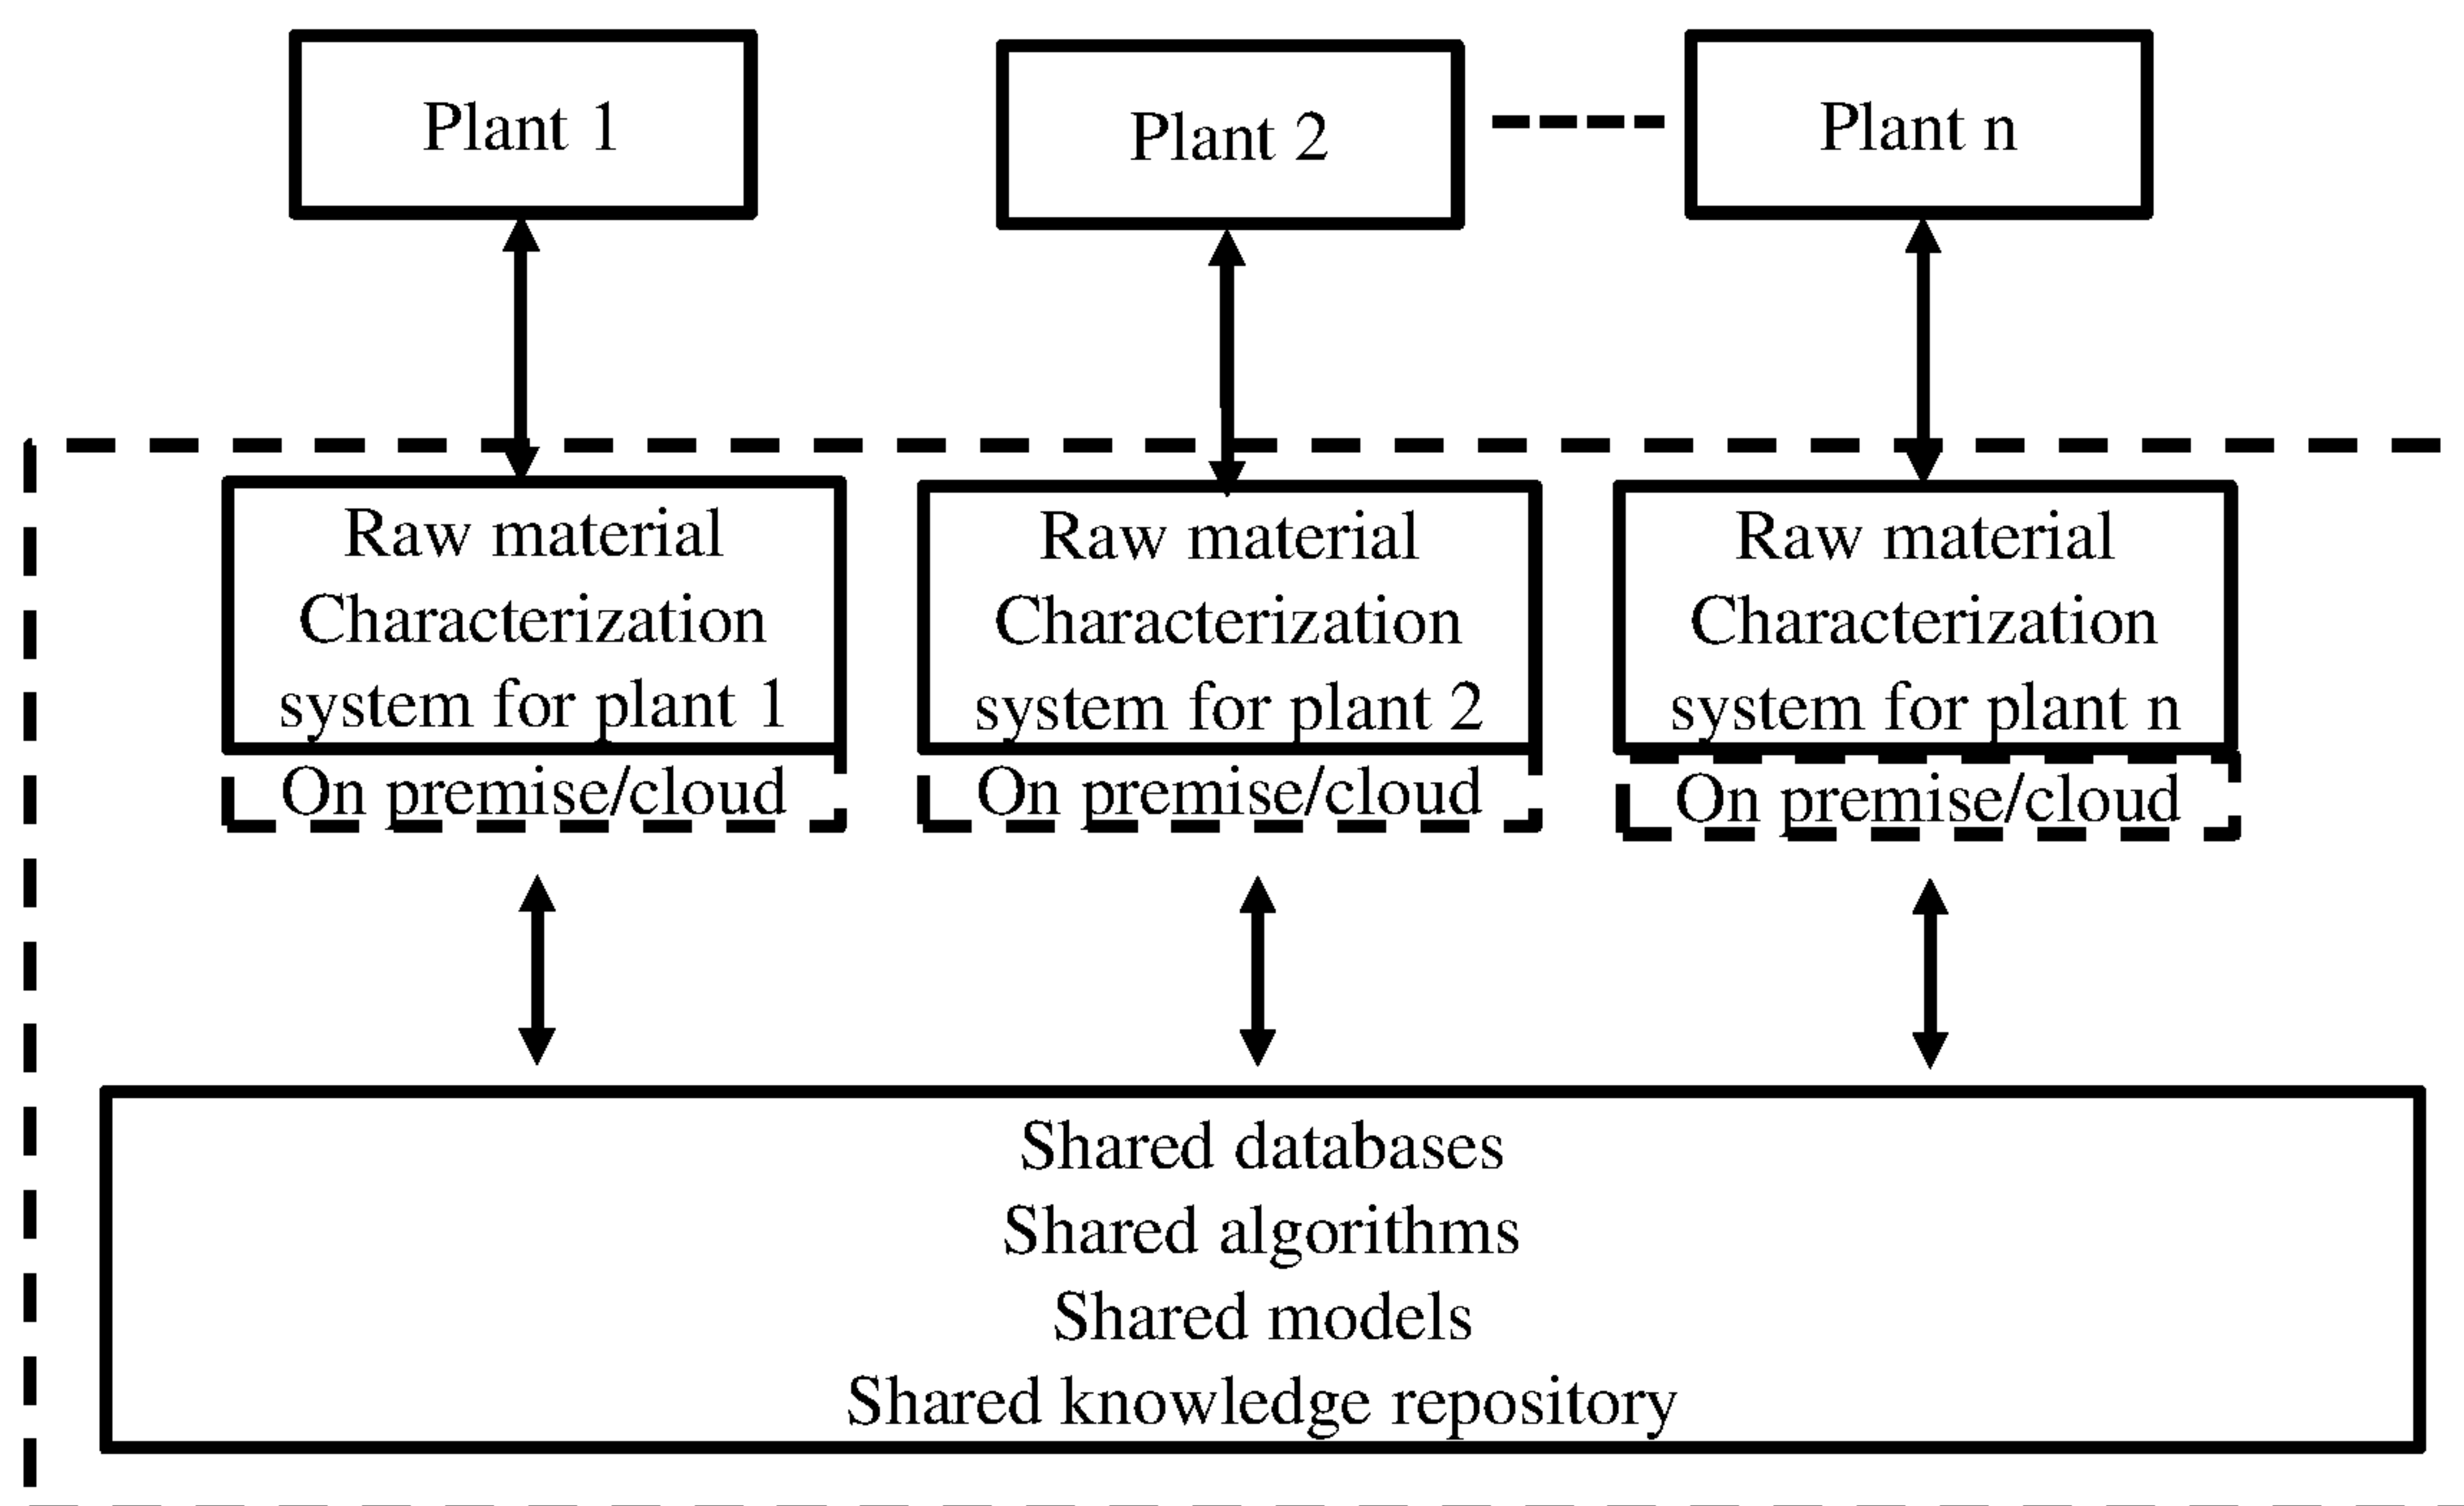 Plant 1
Plant 2
Plant n
Raw material
Characterization
system for plant 1
On premise/cloud
Raw material
Characterization
system for plant 2
On premise/cloud
Raw material
Characterization
system for plant n
On premise/cloud
Shared databases
Shared algorithms
Shared models
Shared knowledge repository